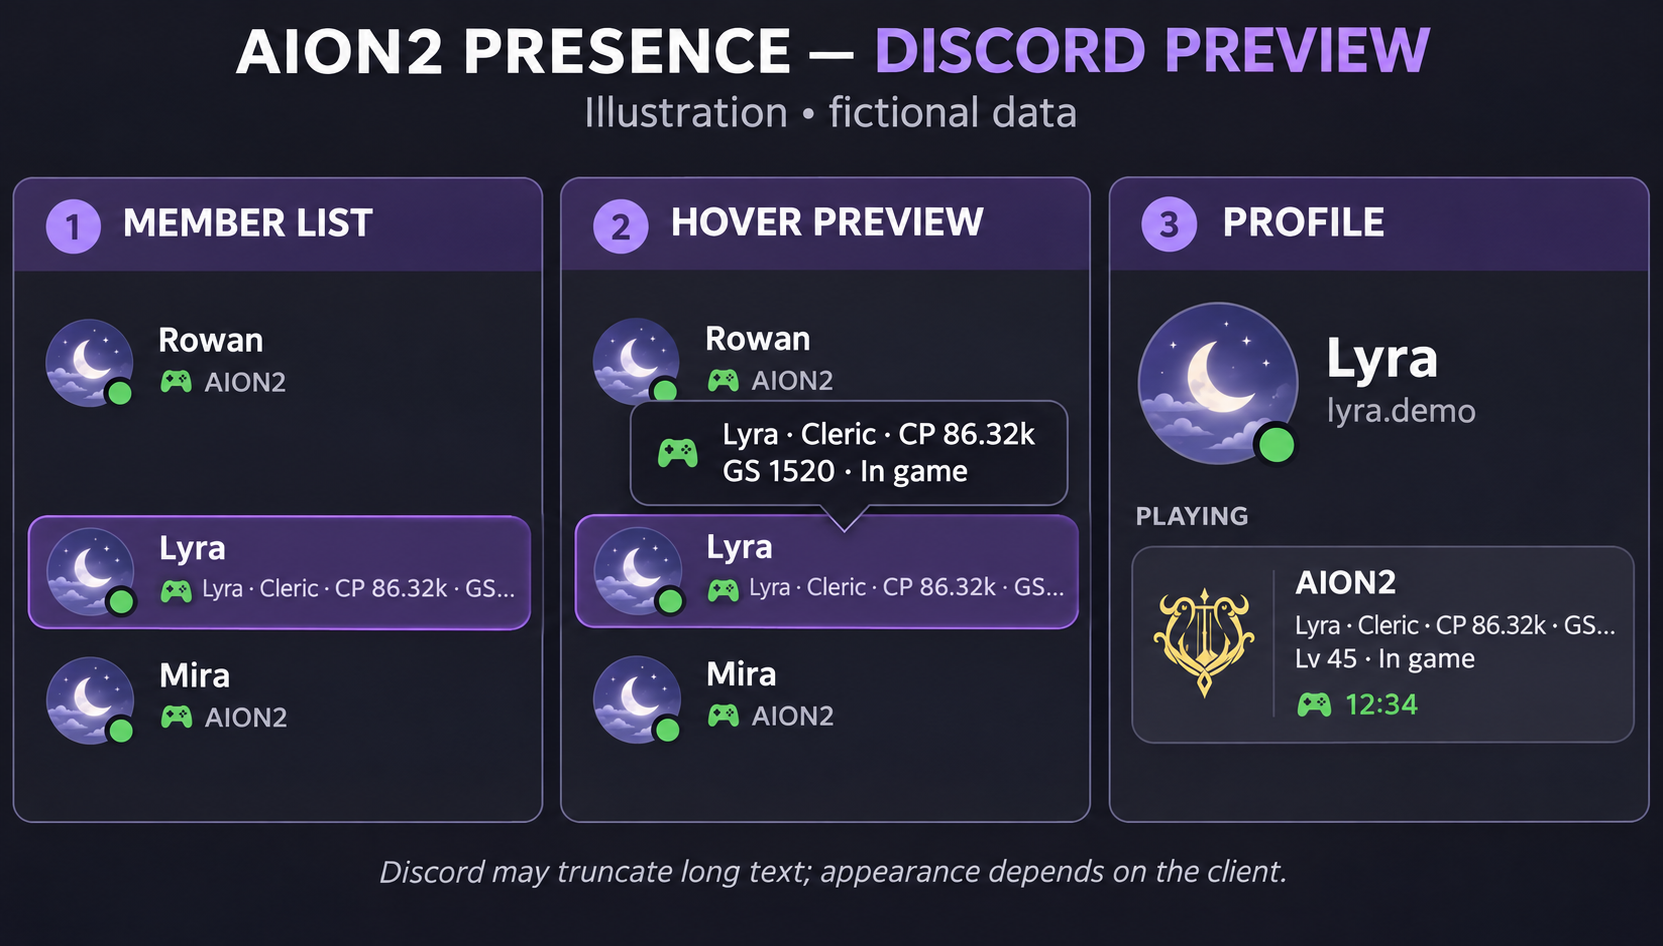 AION2 PRESENCE — DISCORD PREVIEW
Illustration • fictional data
1 MEMBER LIST
Rowan
AION2
Lyra
Lyra · Cleric · CP 86.32k · GS...
Mira
AION2
2 HOVER PREVIEW
Rowan
AION2
Lyra · Cleric · CP 86.32k
GS 1520 · In game
Lyra
Lyra · Cleric · CP 86.32k · GS...
Mira
AION2
3 PROFILE
Lyra
lyra.demo
PLAYING
AION2
Lyra · Cleric · CP 86.32k · GS...
Lv 45 · In game
12:34
Discord may truncate long text; appearance depends on the client.